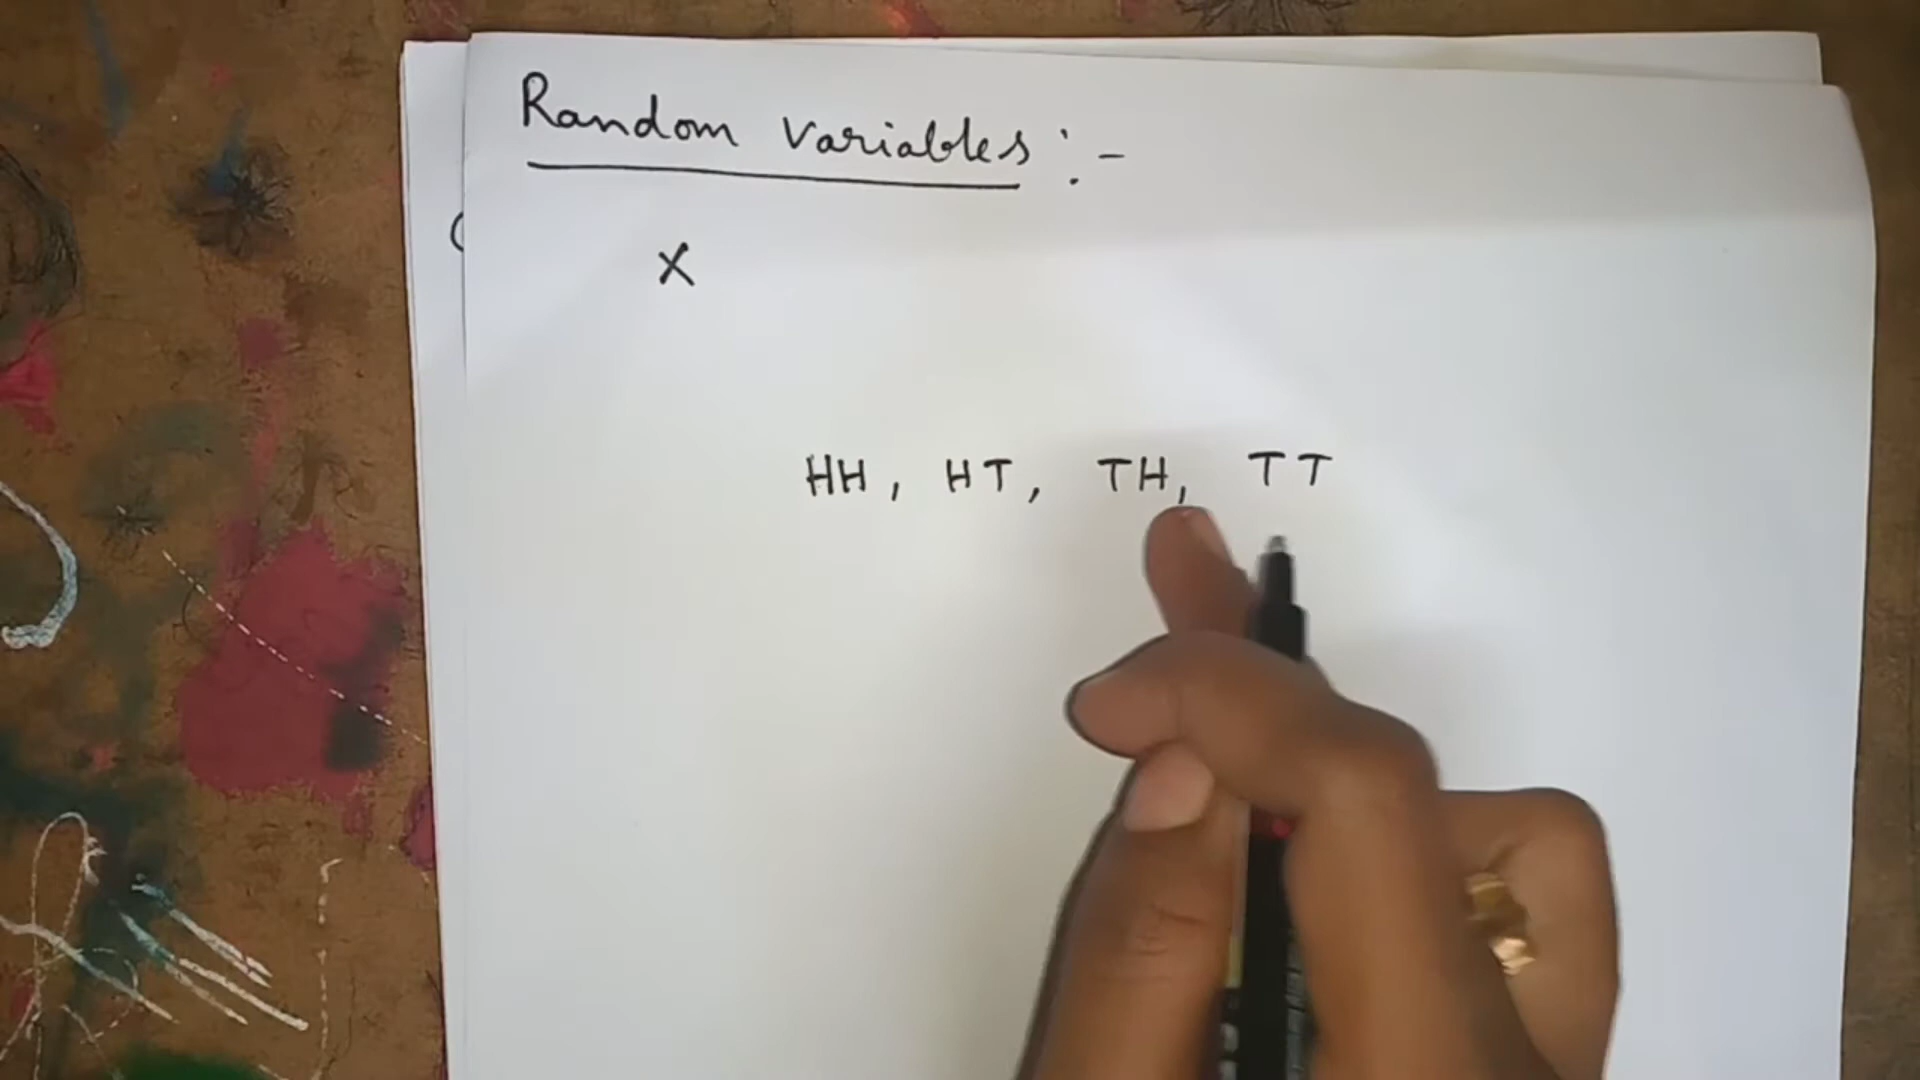 Random variables :-
X
HH, HT, TH, TT